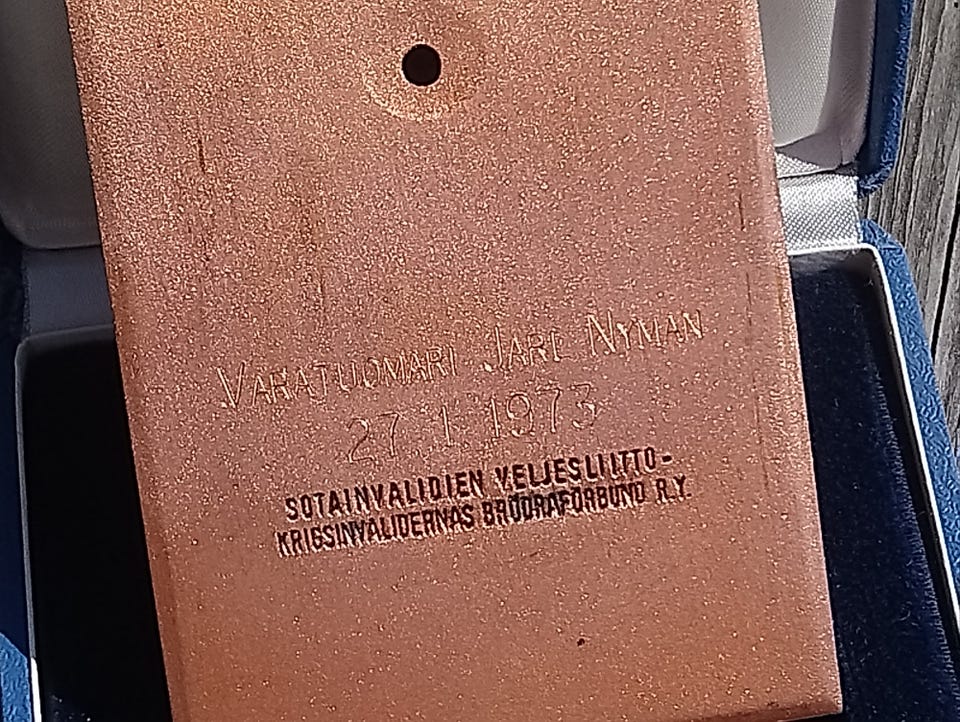 VARATUOMARI JARL NYMAN
27.1.1973
SOTAINVALIDIEN VELJESLIITTO-
KRIGSINVALIDERNAS BRÖDRAFÖRBUND R.Y.